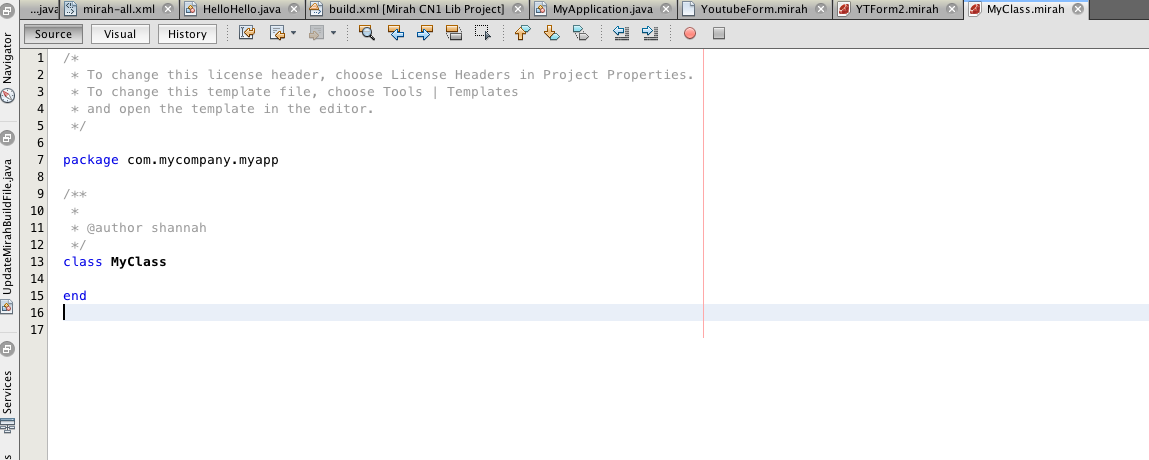 ...java mirah-all.xml HelloHello.java build.xml [Mirah CN1 Lib Project] MyApplication.java YoutubeForm.mirah YTForm2.mirah MyClass.mirah
Source Visual History
Navigator
UpdateMirahBuildFile.java
Services
1 /*
2  * To change this license header, choose License Headers in Project Properties.
3  * To change this template file, choose Tools | Templates
4  * and open the template in the editor.
5  */
6
7 package com.mycompany.myapp
8
9 /**
10  *
11  * @author shannah
12  */
13 class MyClass
14
15 end
16
17